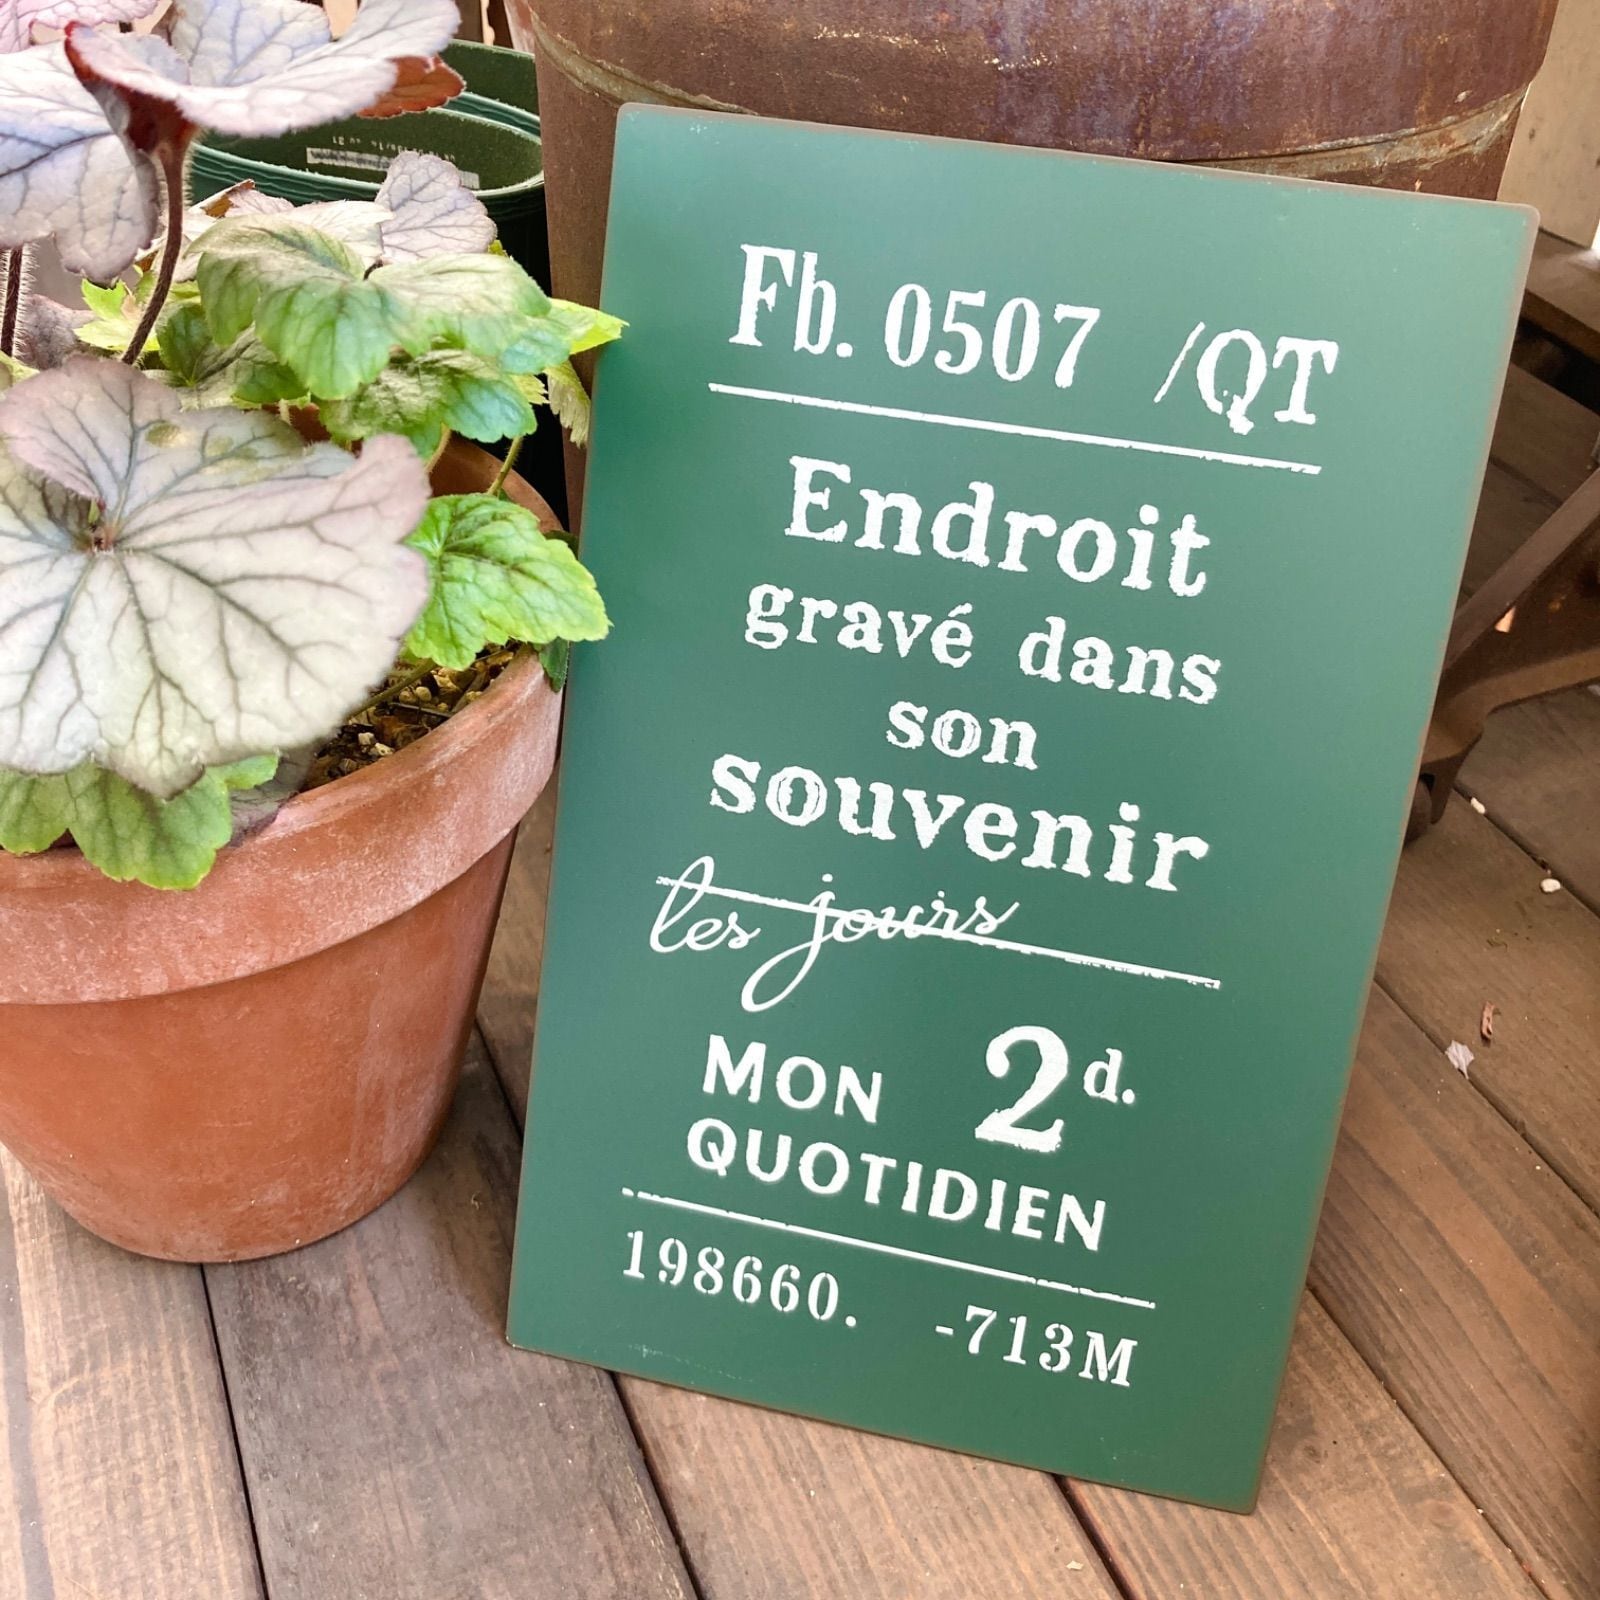 Fb. 0507 /QT
Endroit
gravé dans
son
souvenir
les jours
MON 2d.
QUOTIDIEN
198660. -713M